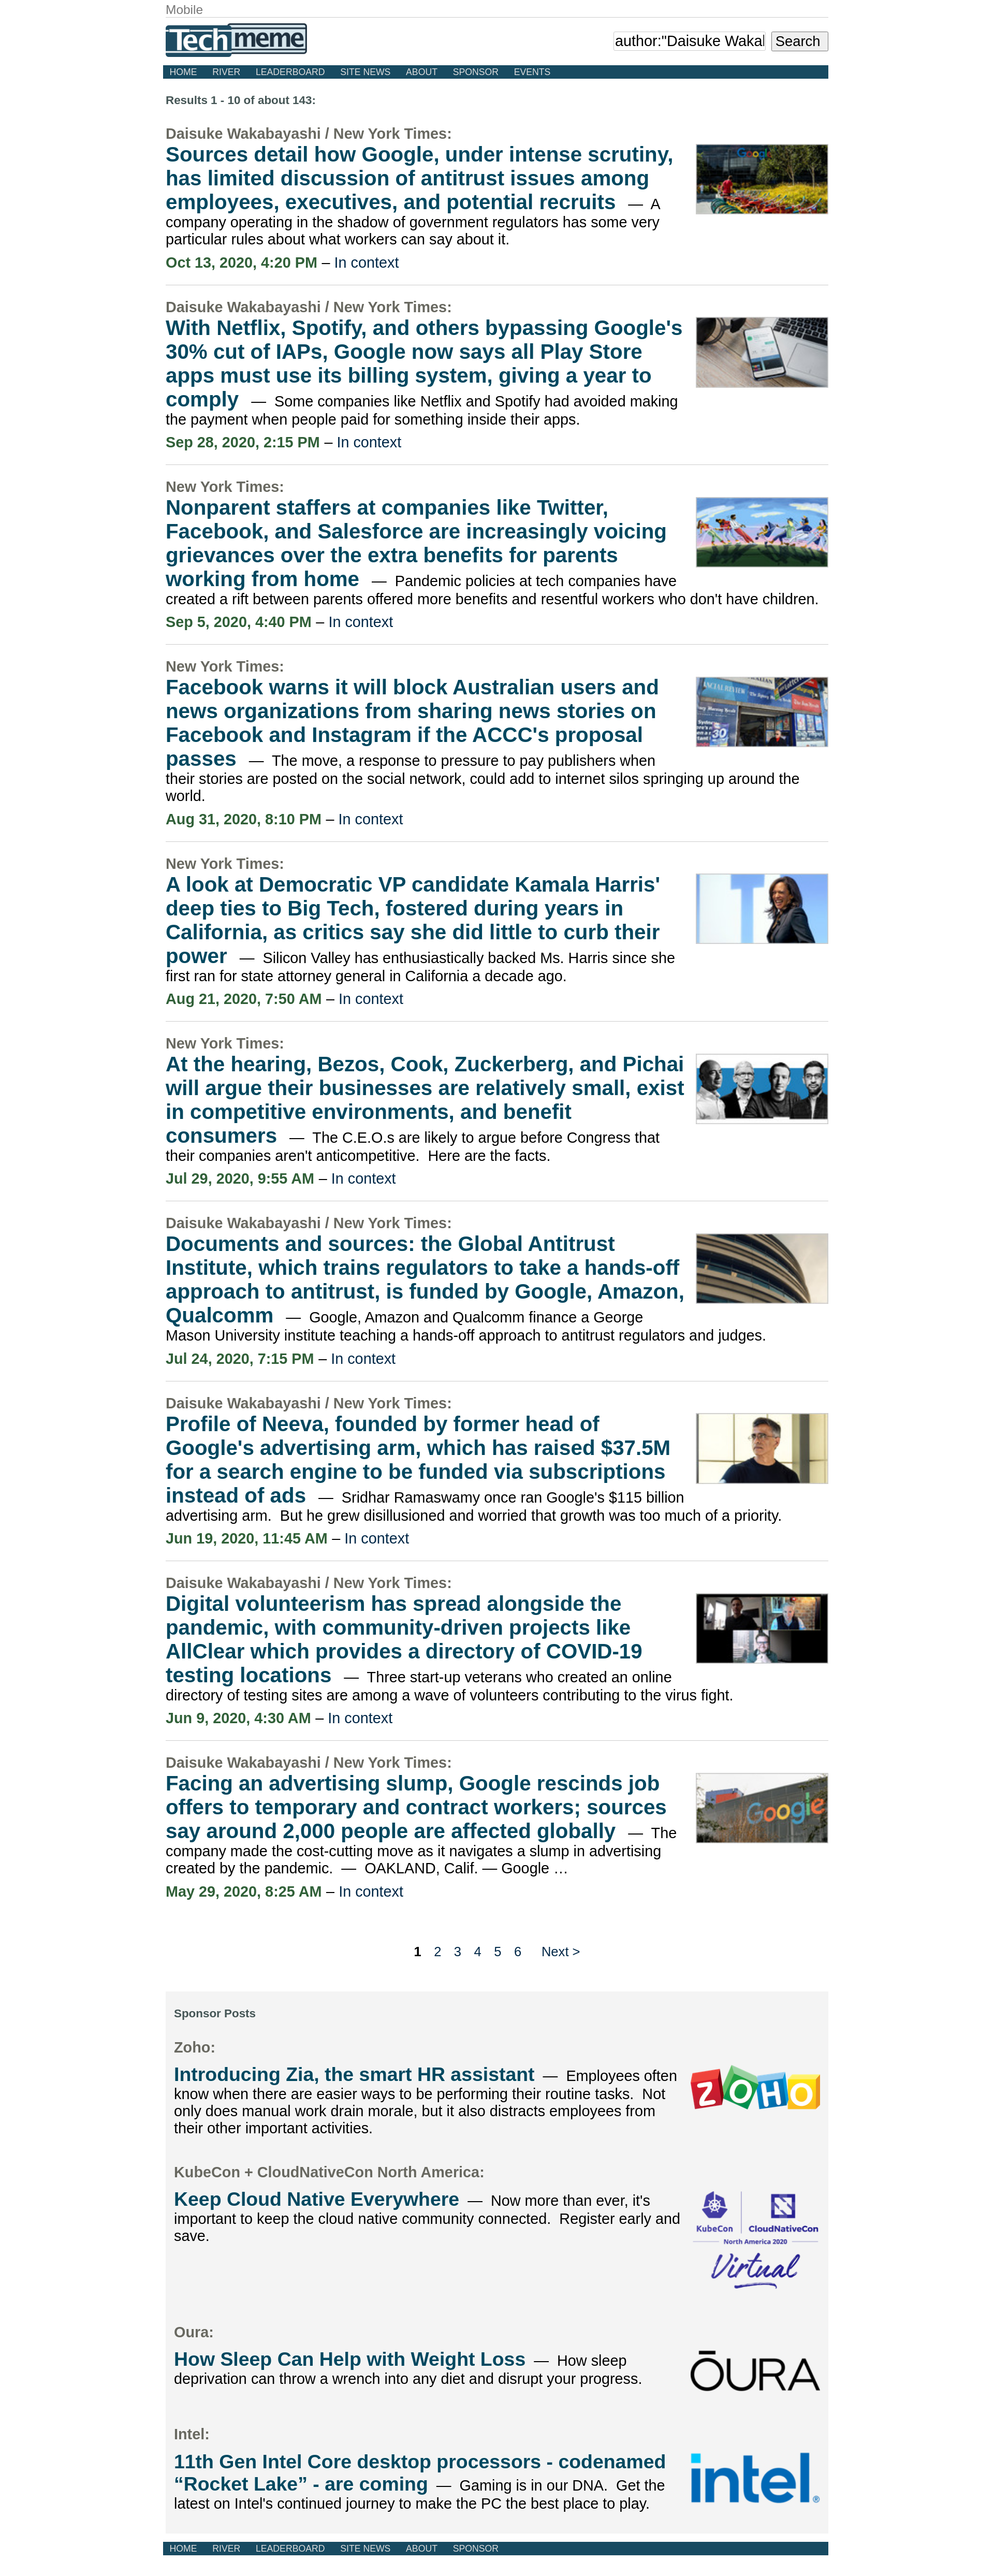 Mobile
Techmeme
author:"Daisuke Wakal
Search
HOME RIVER LEADERBOARD SITE NEWS ABOUT SPONSOR EVENTS
Results 1 - 10 of about 143:
Daisuke Wakabayashi / New York Times:
Sources detail how Google, under intense scrutiny,
has limited discussion of antitrust issues among
employees, executives, and potential recruits — A
company operating in the shadow of government regulators has some very
particular rules about what workers can say about it.
Oct 13, 2020, 4:20 PM – In context
Daisuke Wakabayashi / New York Times:
With Netflix, Spotify, and others bypassing Google's
30% cut of IAPs, Google now says all Play Store
apps must use its billing system, giving a year to
comply — Some companies like Netflix and Spotify had avoided making
the payment when people paid for something inside their apps.
Sep 28, 2020, 2:15 PM – In context
New York Times:
Nonparent staffers at companies like Twitter,
Facebook, and Salesforce are increasingly voicing
grievances over the extra benefits for parents
working from home — Pandemic policies at tech companies have
created a rift between parents offered more benefits and resentful workers who don't have children.
Sep 5, 2020, 4:40 PM – In context
New York Times:
Facebook warns it will block Australian users and
news organizations from sharing news stories on
Facebook and Instagram if the ACCC's proposal
passes — The move, a response to pressure to pay publishers when
their stories are posted on the social network, could add to internet silos springing up around the
world.
Aug 31, 2020, 8:10 PM – In context
New York Times:
A look at Democratic VP candidate Kamala Harris'
deep ties to Big Tech, fostered during years in
California, as critics say she did little to curb their
power — Silicon Valley has enthusiastically backed Ms. Harris since she
first ran for state attorney general in California a decade ago.
Aug 21, 2020, 7:50 AM – In context
New York Times:
At the hearing, Bezos, Cook, Zuckerberg, and Pichai
will argue their businesses are relatively small, exist
in competitive environments, and benefit
consumers — The C.E.O.s are likely to argue before Congress that
their companies aren't anticompetitive. Here are the facts.
Jul 29, 2020, 9:55 AM – In context
Daisuke Wakabayashi / New York Times:
Documents and sources: the Global Antitrust
Institute, which trains regulators to take a hands-off
approach to antitrust, is funded by Google, Amazon,
Qualcomm — Google, Amazon and Qualcomm finance a George
Mason University institute teaching a hands-off approach to antitrust regulators and judges.
Jul 24, 2020, 7:15 PM – In context
Daisuke Wakabayashi / New York Times:
Profile of Neeva, founded by former head of
Google's advertising arm, which has raised $37.5M
for a search engine to be funded via subscriptions
instead of ads — Sridhar Ramaswamy once ran Google's $115 billion
advertising arm. But he grew disillusioned and worried that growth was too much of a priority.
Jun 19, 2020, 11:45 AM – In context
Daisuke Wakabayashi / New York Times:
Digital volunteerism has spread alongside the
pandemic, with community-driven projects like
AllClear which provides a directory of COVID-19
testing locations — Three start-up veterans who created an online
directory of testing sites are among a wave of volunteers contributing to the virus fight.
Jun 9, 2020, 4:30 AM – In context
Daisuke Wakabayashi / New York Times:
Facing an advertising slump, Google rescinds job
offers to temporary and contract workers; sources
say around 2,000 people are affected globally — The
company made the cost-cutting move as it navigates a slump in advertising
created by the pandemic. — OAKLAND, Calif. — Google …
Google
May 29, 2020, 8:25 AM – In context
1 2 3 4 5 6 Next >
Sponsor Posts
Zoho:
Introducing Zia, the smart HR assistant — Employees often
know when there are easier ways to be performing their routine tasks. Not
only does manual work drain morale, but it also distracts employees from
their other important activities.
ZOHO
KubeCon + CloudNativeCon North America:
Keep Cloud Native Everywhere — Now more than ever, it's
important to keep the cloud native community connected. Register early and
save.
KubeCon CloudNativeCon
North America 2020
Virtual
Oura:
How Sleep Can Help with Weight Loss — How sleep
deprivation can throw a wrench into any diet and disrupt your progress.
ŌURA
Intel:
11th Gen Intel Core desktop processors - codenamed
“Rocket Lake” - are coming — Gaming is in our DNA. Get the
latest on Intel's continued journey to make the PC the best place to play.
intel®
HOME RIVER LEADERBOARD SITE NEWS ABOUT SPONSOR